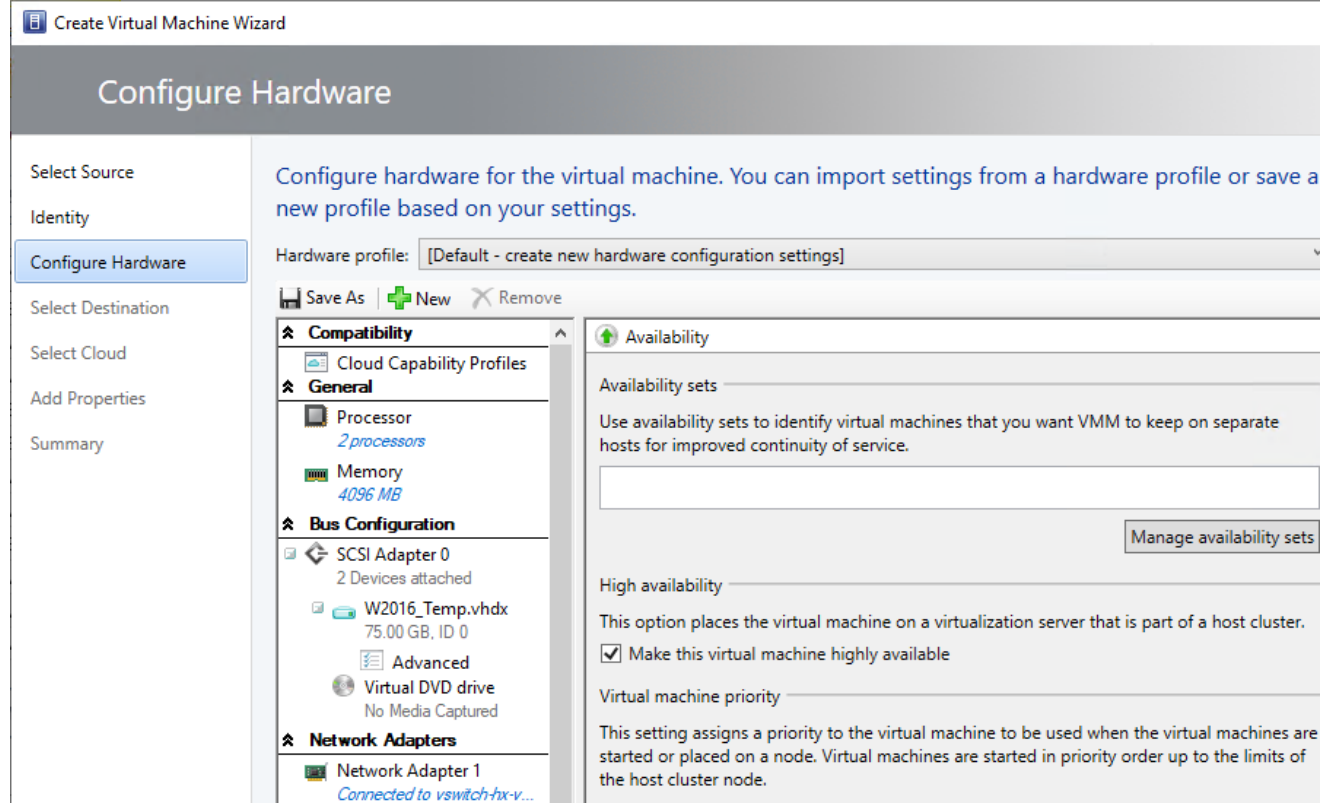 Create Virtual Machine Wizard
Configure Hardware
Select Source
Identity
Configure Hardware
Select Destination
Select Cloud
Add Properties
Summary
Configure hardware for the virtual machine. You can import settings from a hardware profile or save a
new profile based on your settings.
Hardware profile: [Default - create new hardware configuration settings]
Save As New Remove
Compatibility
Cloud Capability Profiles
General
Processor
2 processors
Memory
4096 MB
Bus Configuration
SCSI Adapter 0
2 Devices attached
W2016_Temp.vhdx
75.00 GB, ID 0
Advanced
Virtual DVD drive
No Media Captured
Network Adapters
Network Adapter 1
Connected to vswitch-hx-v...
Availability
Availability sets
Use availability sets to identify virtual machines that you want VMM to keep on separate
hosts for improved continuity of service.
Manage availability sets
High availability
This option places the virtual machine on a virtualization server that is part of a host cluster.
Make this virtual machine highly available
Virtual machine priority
This setting assigns a priority to the virtual machine to be used when the virtual machines are
started or placed on a node. Virtual machines are started in priority order up to the limits of
the host cluster node.